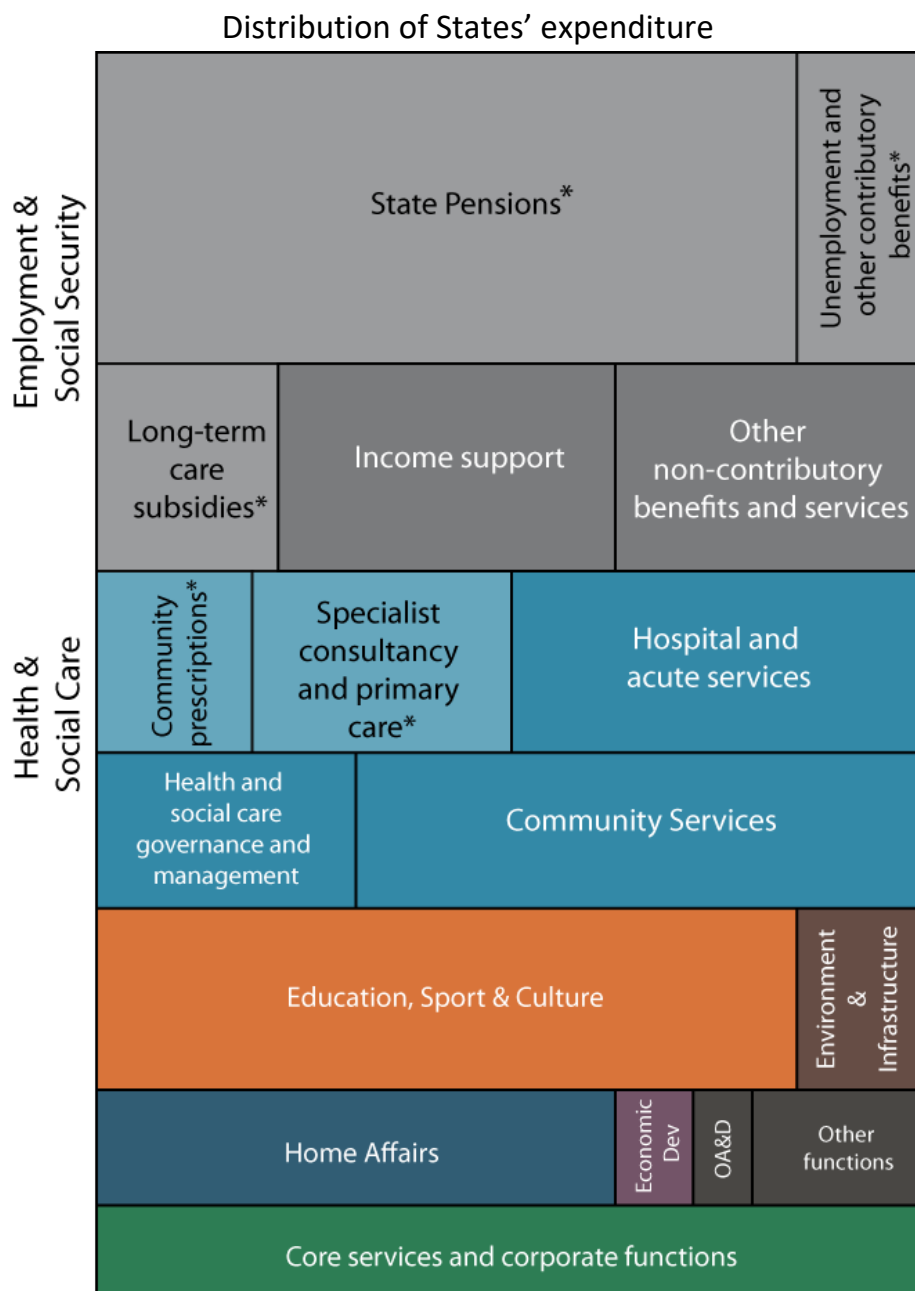 Distribution of States’ expenditure
Employment &
Social Security
State Pensions*
Unemployment and
other contributory
benefits*
Long-term
care
subsidies*
Income support
Other
non-contributory
benefits and services
Health &
Social Care
Community
prescriptions*
Specialist
consultancy
and primary
care*
Hospital and
acute services
Health and
social care
governance and
management
Community Services
Education, Sport & Culture
Environment
&
Infrastructure
Home Affairs
Economic
Dev
OA&D
Other
functions
Core services and corporate functions